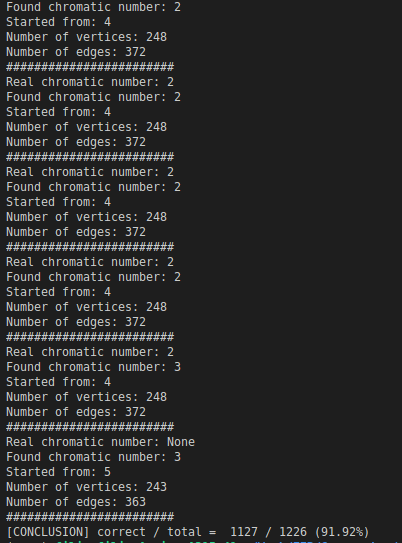 Found chromatic number: 2
Started from: 4
Number of vertices: 248
Number of edges: 372
########################
Real chromatic number: 2
Found chromatic number: 2
Started from: 4
Number of vertices: 248
Number of edges: 372
########################
Real chromatic number: 2
Found chromatic number: 2
Started from: 4
Number of vertices: 248
Number of edges: 372
########################
Real chromatic number: 2
Found chromatic number: 2
Started from: 4
Number of vertices: 248
Number of edges: 372
########################
Real chromatic number: 2
Found chromatic number: 3
Started from: 4
Number of vertices: 248
Number of edges: 372
########################
Real chromatic number: None
Found chromatic number: 3
Started from: 5
Number of vertices: 243
Number of edges: 363
########################
[CONCLUSION] correct / total =  1127 / 1226 (91.92%)